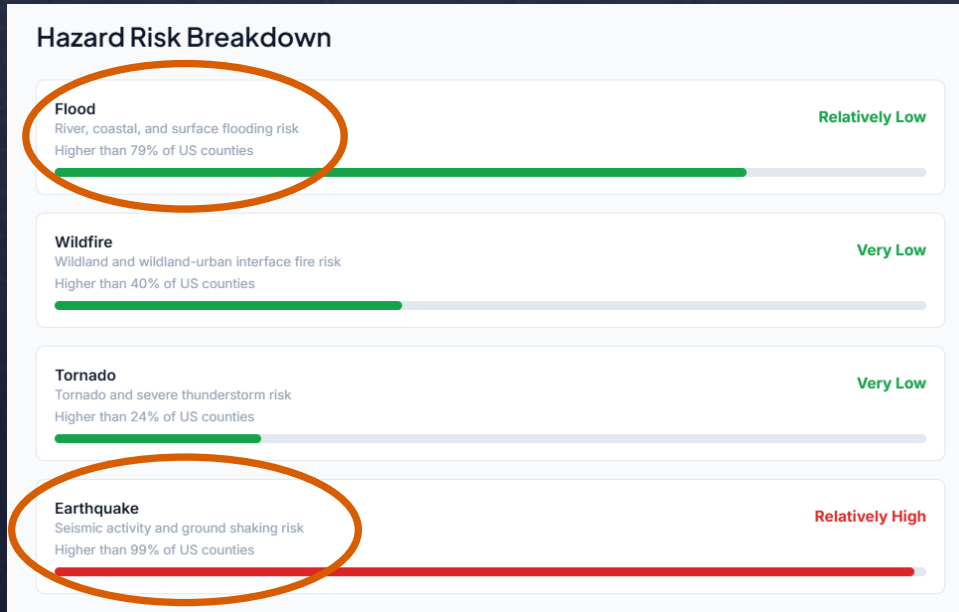 Hazard Risk Breakdown
Flood
Relatively Low
River, coastal, and surface flooding risk
Higher than 79% of US counties
Wildfire
Very Low
Wildland and wildland-urban interface fire risk
Higher than 40% of US counties
Tornado
Very Low
Tornado and severe thunderstorm risk
Higher than 24% of US counties
Earthquake
Relatively High
Seismic activity and ground shaking risk
Higher than 99% of US counties